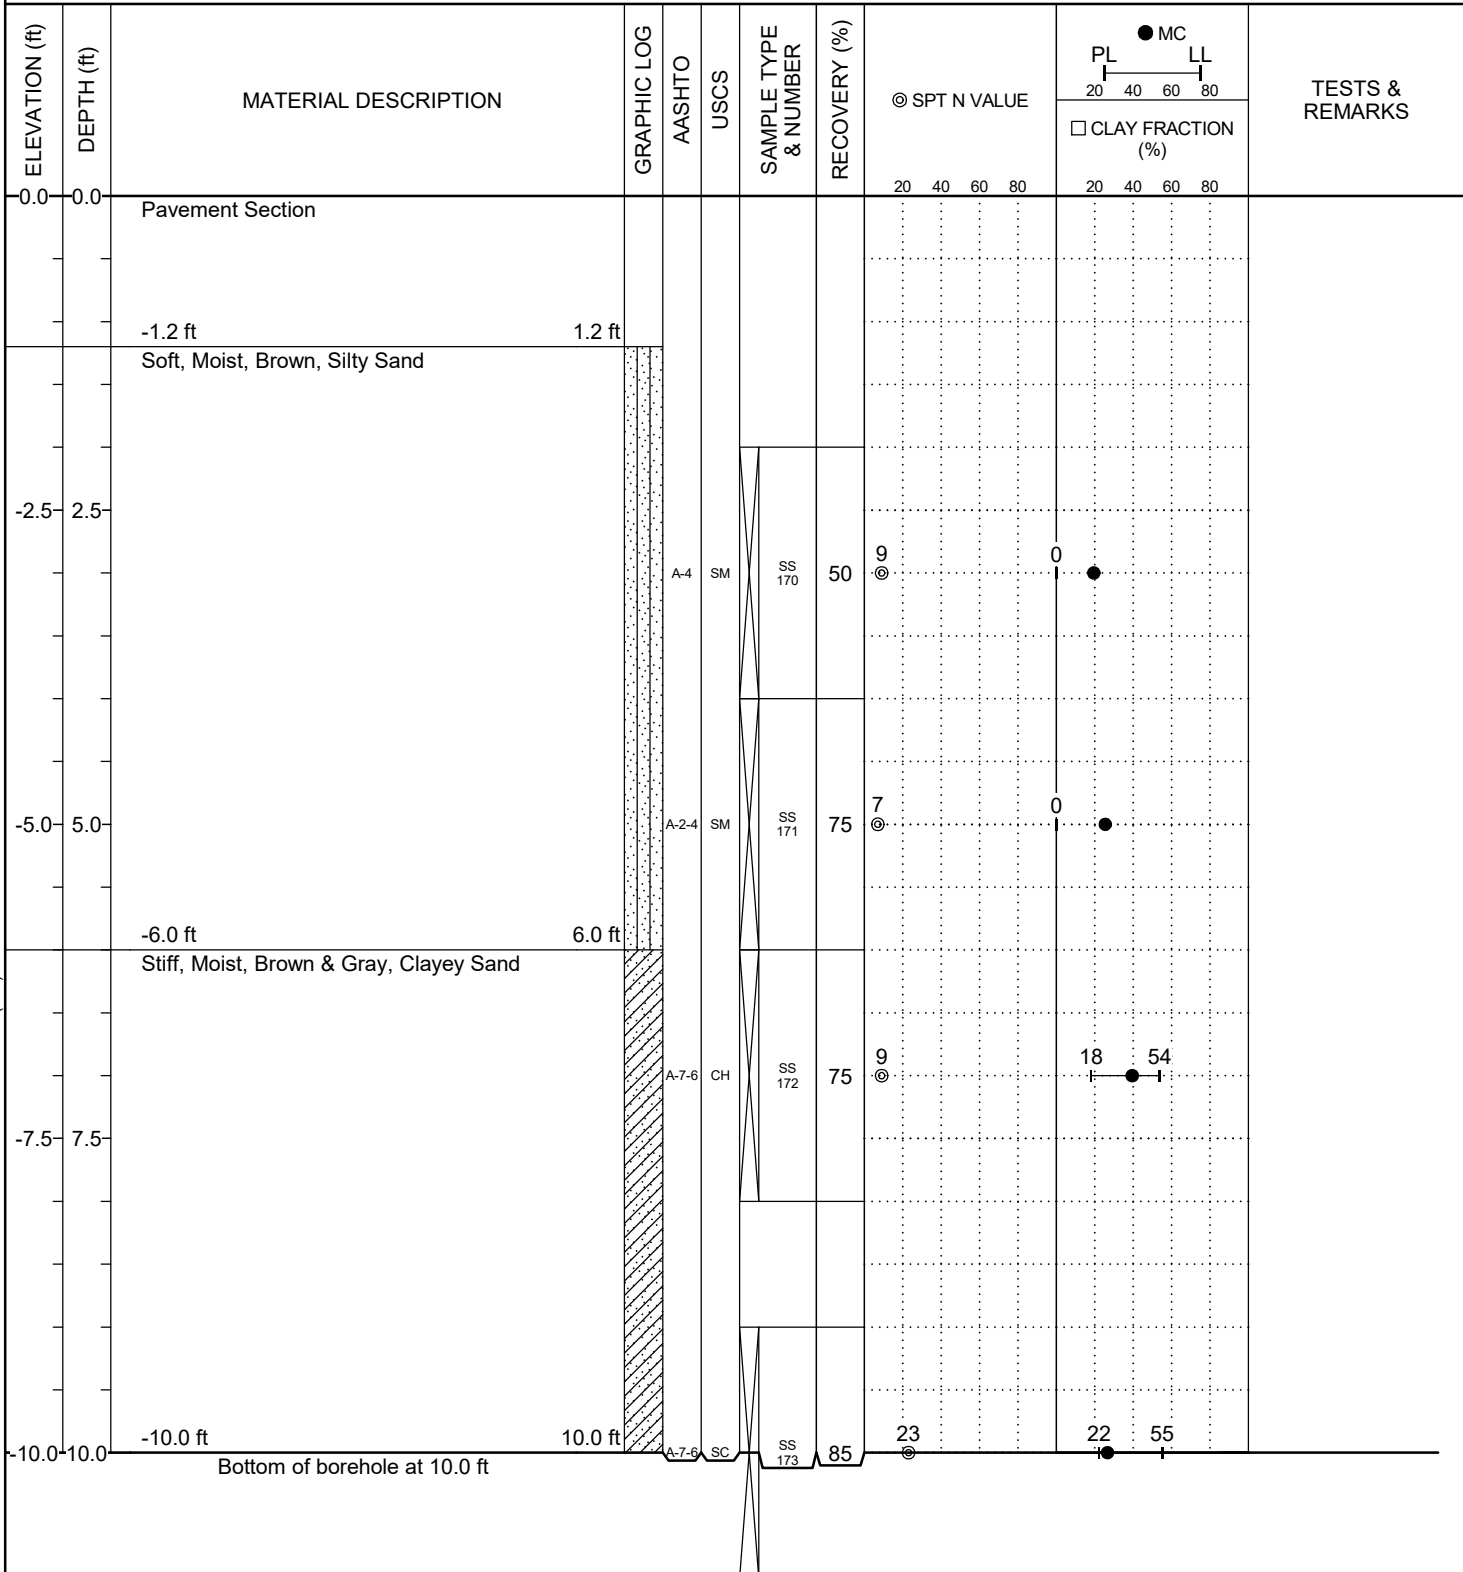 ELEVATION (ft)
DEPTH (ft)
MATERIAL DESCRIPTION
GRAPHIC LOG
AASHTO
USCS
SAMPLE TYPE
& NUMBER
RECOVERY (%)
◎ SPT N VALUE
20 40 60 80
● MC
PL LL
20 40 60 80
□ CLAY FRACTION
(%)
20 40 60 80
TESTS &
REMARKS
0.0 0.0
Pavement Section
-1.2 ft 1.2 ft
Soft, Moist, Brown, Silty Sand
-2.5 2.5
9 0
A-4 SM SS
170 50
7 0
-5.0 5.0 A-2-4 SM SS
171 75
-6.0 ft 6.0 ft
Stiff, Moist, Brown & Gray, Clayey Sand
9 18 54
A-7-6 CH SS
172 75
-7.5 7.5
-10.0 ft 10.0 ft 23 22 55
-10.0 10.0 A-7-6 SC SS
173 85
Bottom of borehole at 10.0 ft